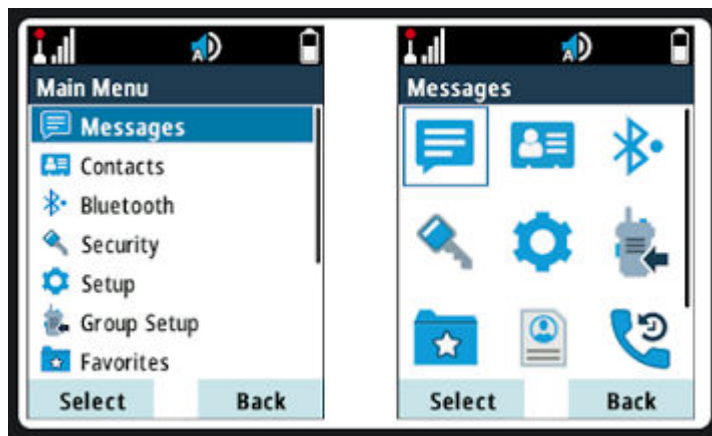 A
Main Menu
Messages
Contacts
Bluetooth
Security
Setup
Group Setup
Favorites
Select Back
A
Messages
Select Back